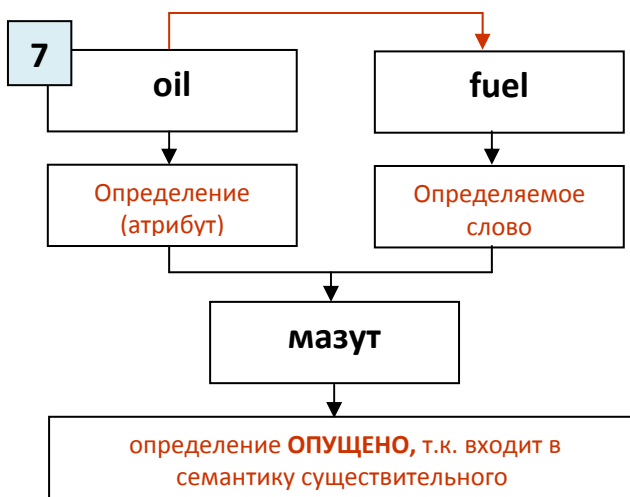 7
oil
fuel
Определение
(атрибут)
Определяемое
слово
мазут
определение ОПУЩЕНО, т.к. входит в
семантику существительного